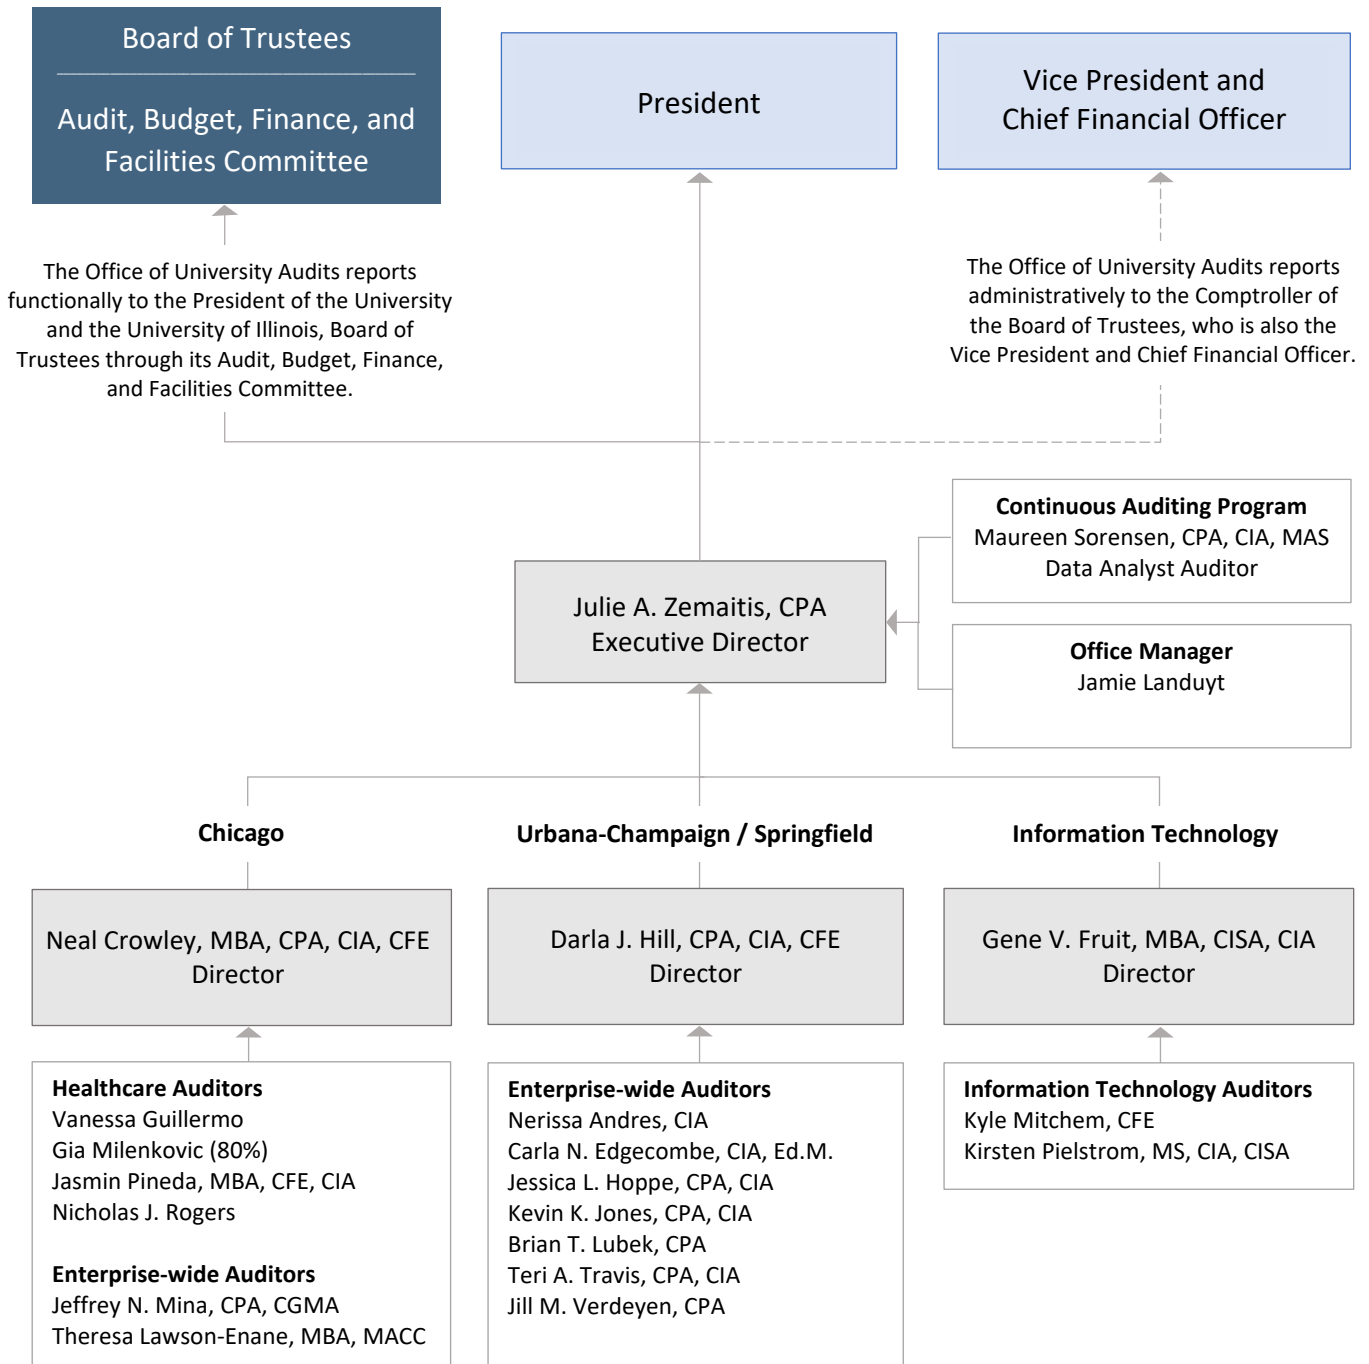 Board of Trustees
Audit, Budget, Finance, and
Facilities Committee
President
Vice President and
Chief Financial Officer
The Office of University Audits reports
functionally to the President of the University
and the University of Illinois, Board of
Trustees through its Audit, Budget, Finance,
and Facilities Committee.
The Office of University Audits reports
administratively to the Comptroller of
the Board of Trustees, who is also the
Vice President and Chief Financial Officer.
Continuous Auditing Program
Maureen Sorensen, CPA, CIA, MAS
Data Analyst Auditor
Julie A. Zemaitis, CPA
Executive Director
Office Manager
Jamie Landuyt
Chicago
Urbana-Champaign / Springfield
Information Technology
Neal Crowley, MBA, CPA, CIA, CFE
Director
Darla J. Hill, CPA, CIA, CFE
Director
Gene V. Fruit, MBA, CISA, CIA
Director
Healthcare Auditors
Vanessa Guillermo
Gia Milenkovic (80%)
Jasmin Pineda, MBA, CFE, CIA
Nicholas J. Rogers
Enterprise-wide Auditors
Jeffrey N. Mina, CPA, CGMA
Theresa Lawson-Enane, MBA, MACC
Enterprise-wide Auditors
Nerissa Andres, CIA
Carla N. Edgecombe, CIA, Ed.M.
Jessica L. Hoppe, CPA, CIA
Kevin K. Jones, CPA, CIA
Brian T. Lubek, CPA
Teri A. Travis, CPA, CIA
Jill M. Verdeyen, CPA
Information Technology Auditors
Kyle Mitchem, CFE
Kirsten Pielstrom, MS, CIA, CISA